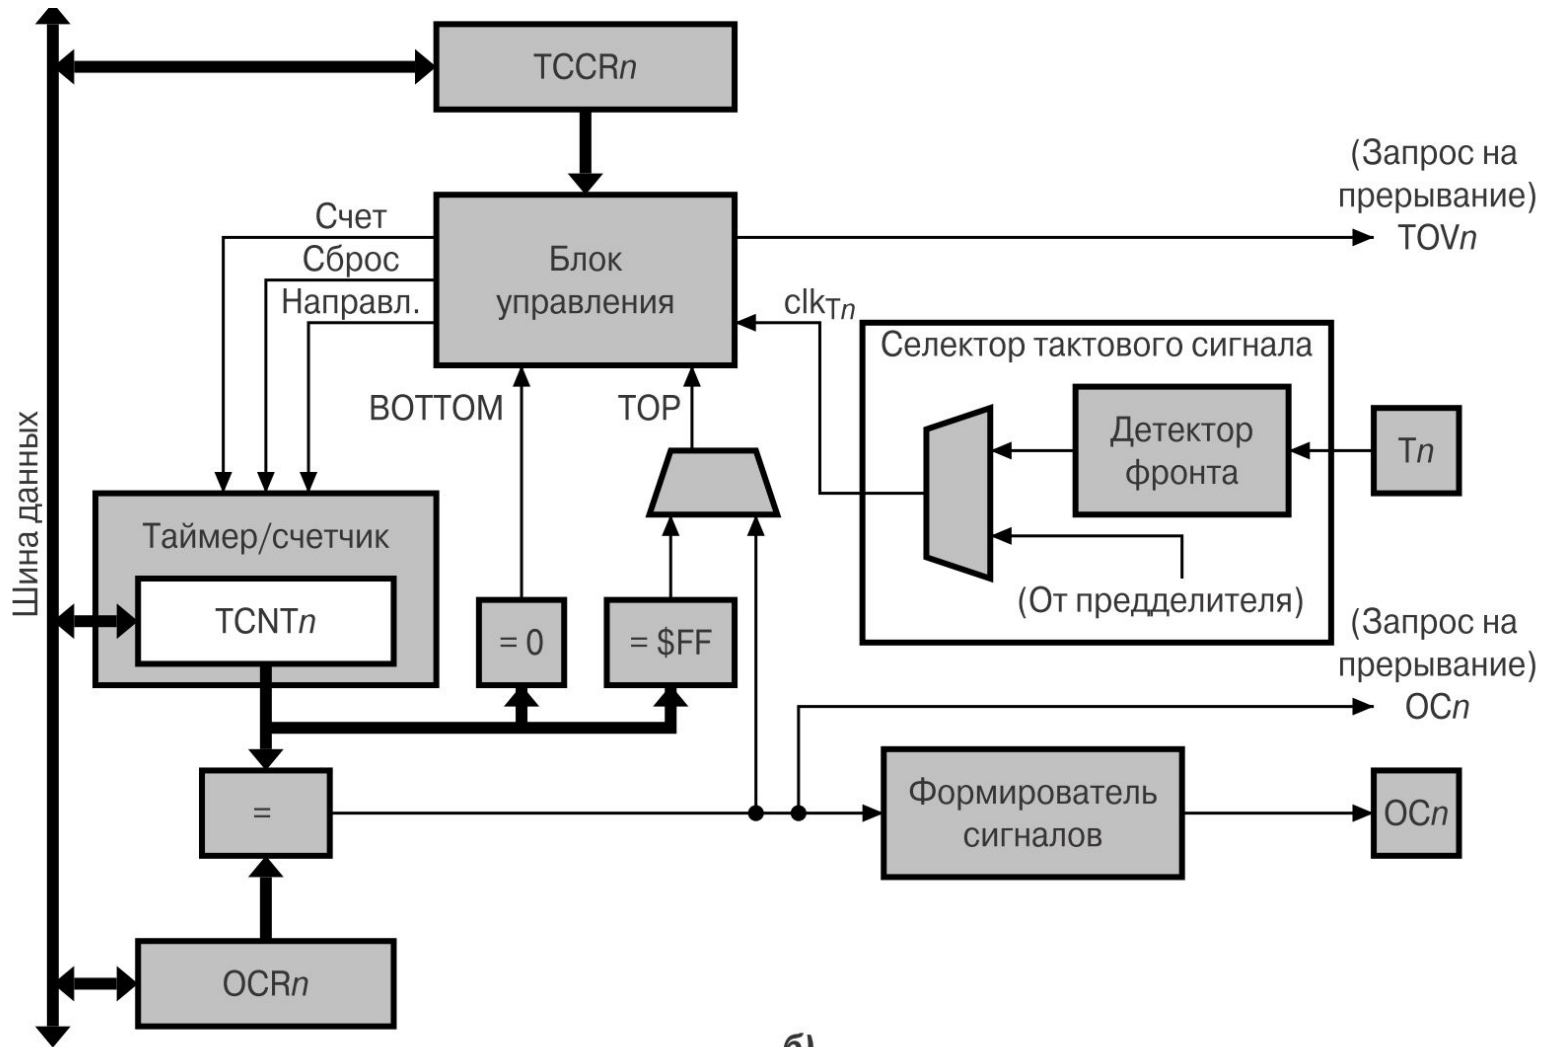 TCCRn
(Запрос на
прерывание)
TOVn
Счет
Сброс
Направл.
Блок
управления
clkTn
Селектор тактового сигнала
BOTTOM
TOP
Детектор
фронта
Tn
Шина данных
Таймер/счетчик
TCNTn
= 0
= $FF
(От предделителя)
(Запрос на
прерывание)
OCn
=
Формирователь
сигналов
OCn
OCRn
б)